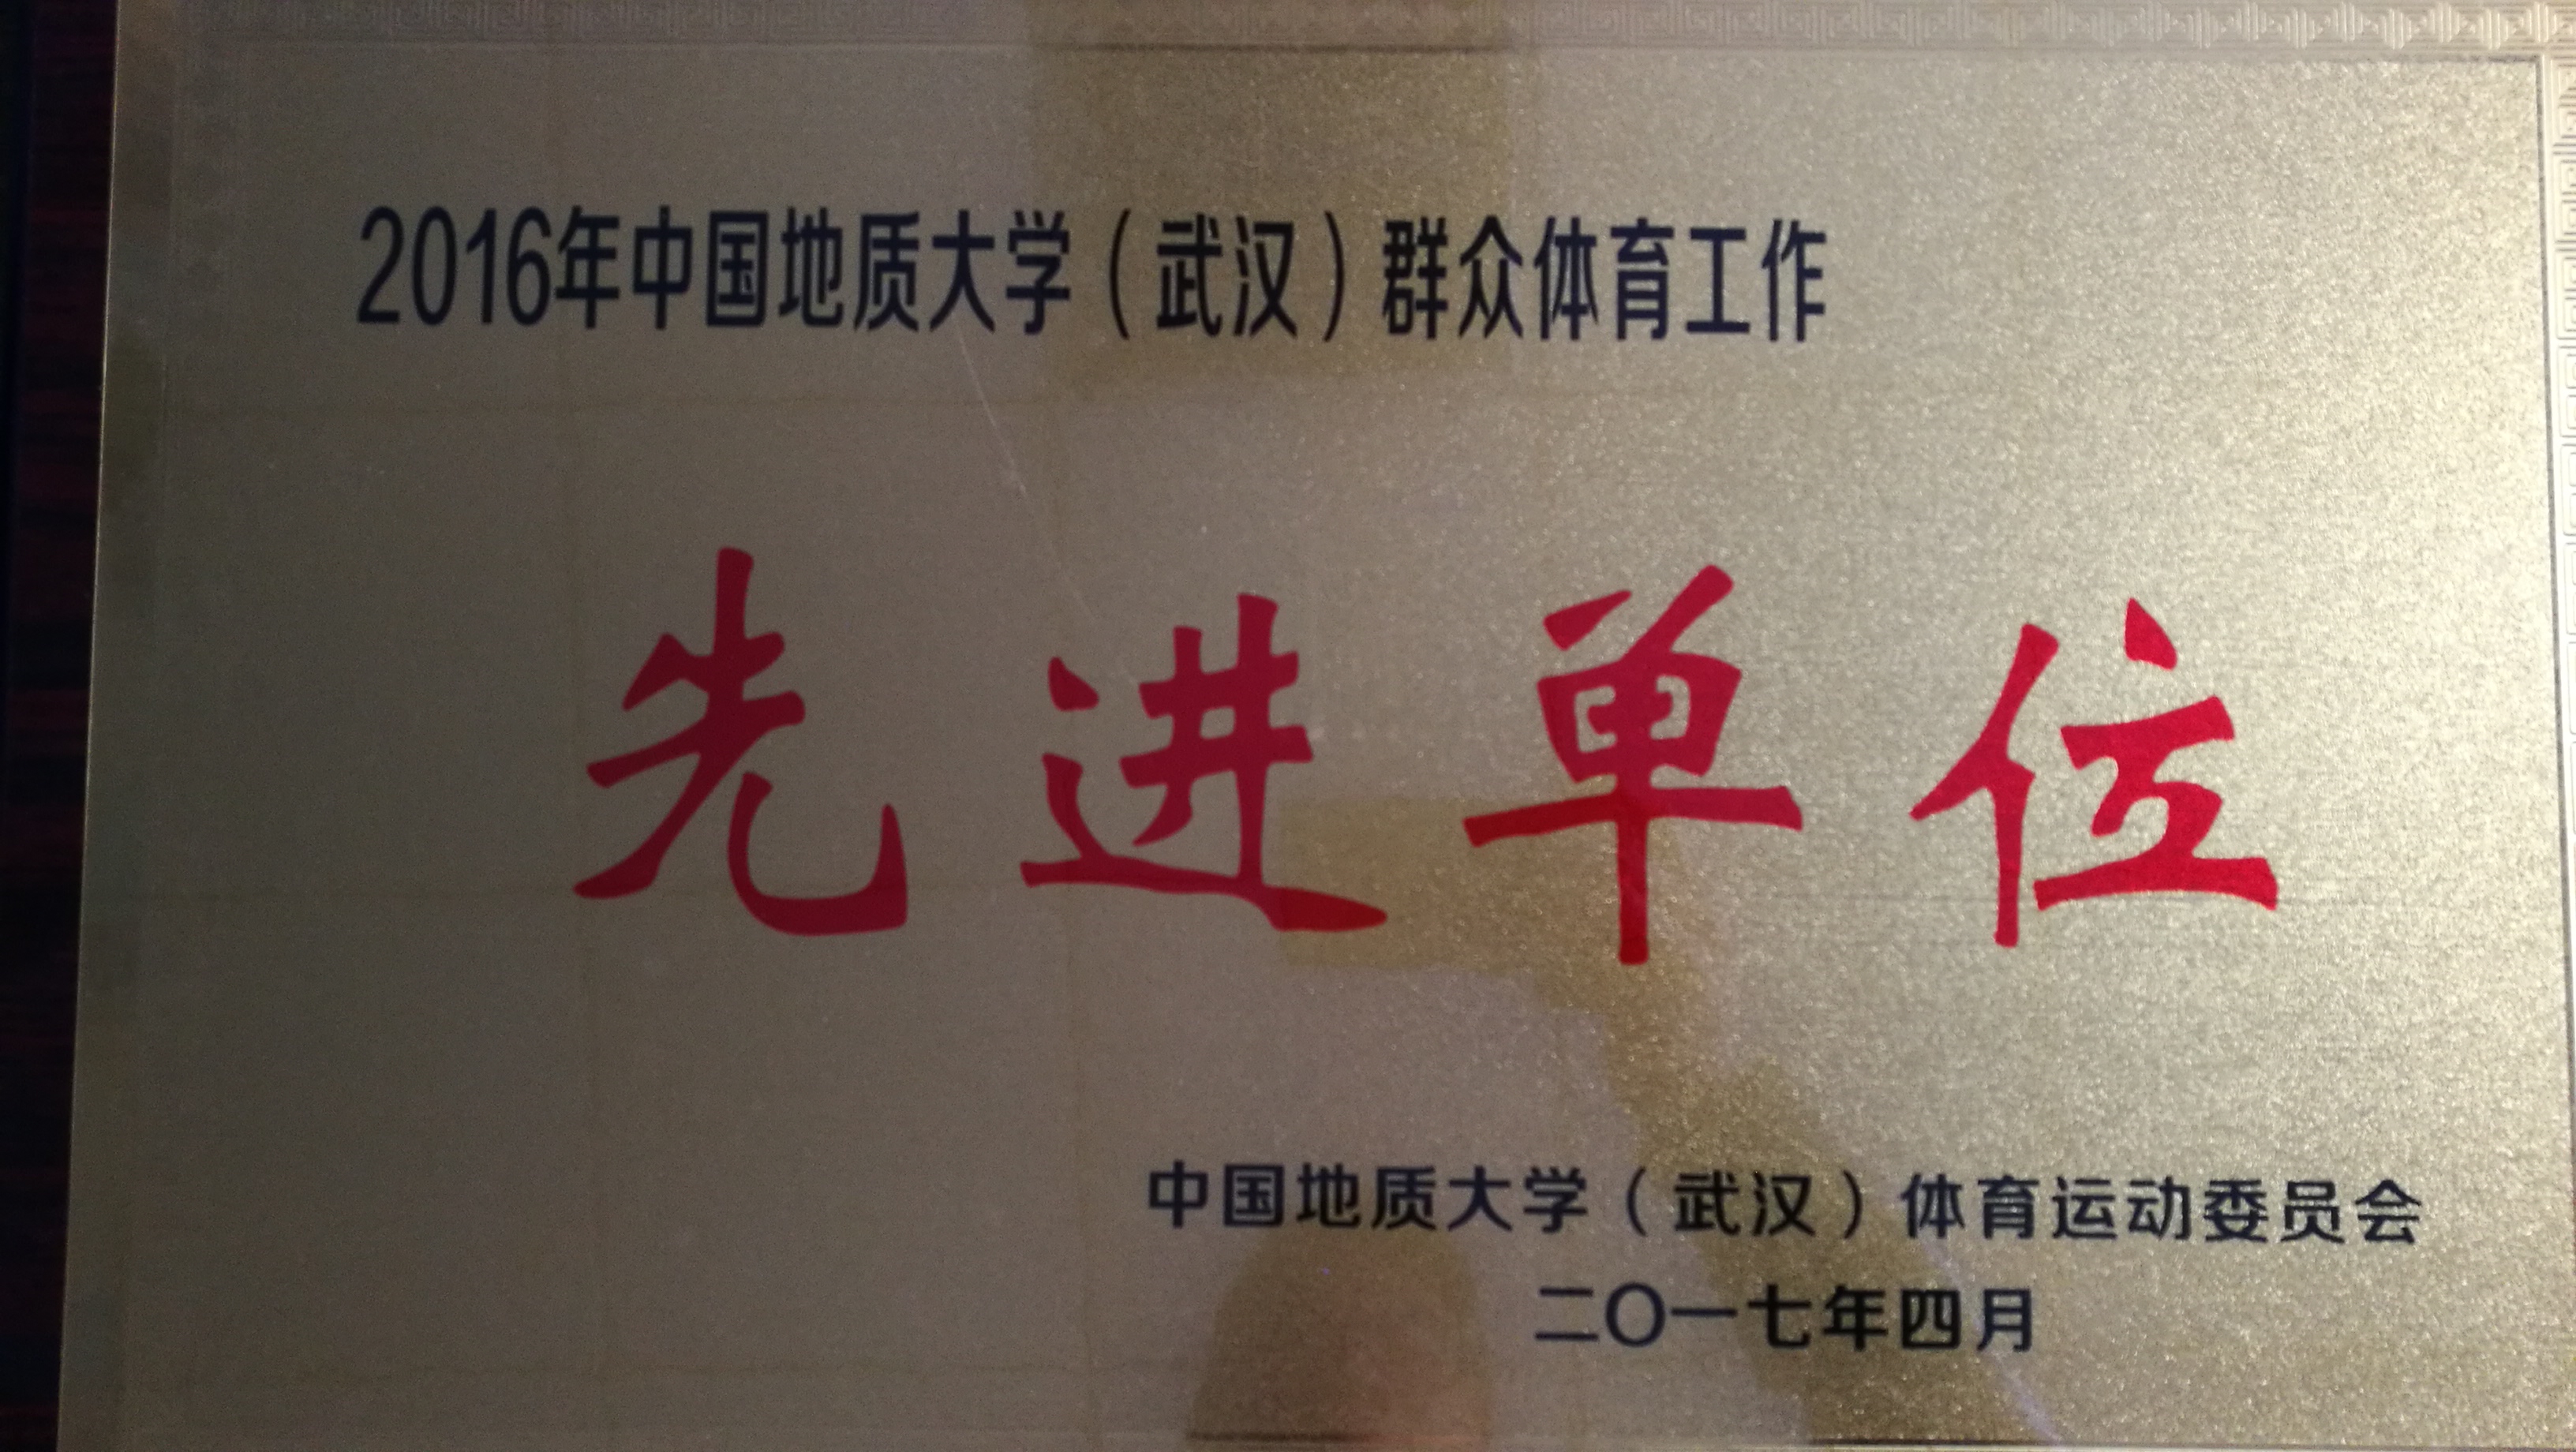 2016年中国地质大学（武汉）群众体育工作
先进单位
中国地质大学（武汉）体育运动委员会
二〇一七年四月